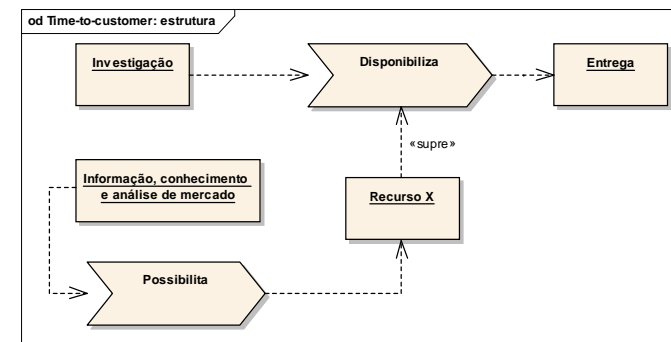 od Time-to-customer: estrutura
Investigação
Disponibiliza
Entrega
«supre»
Informação, conhecimento
e análise de mercado
Recurso X
Possibilita